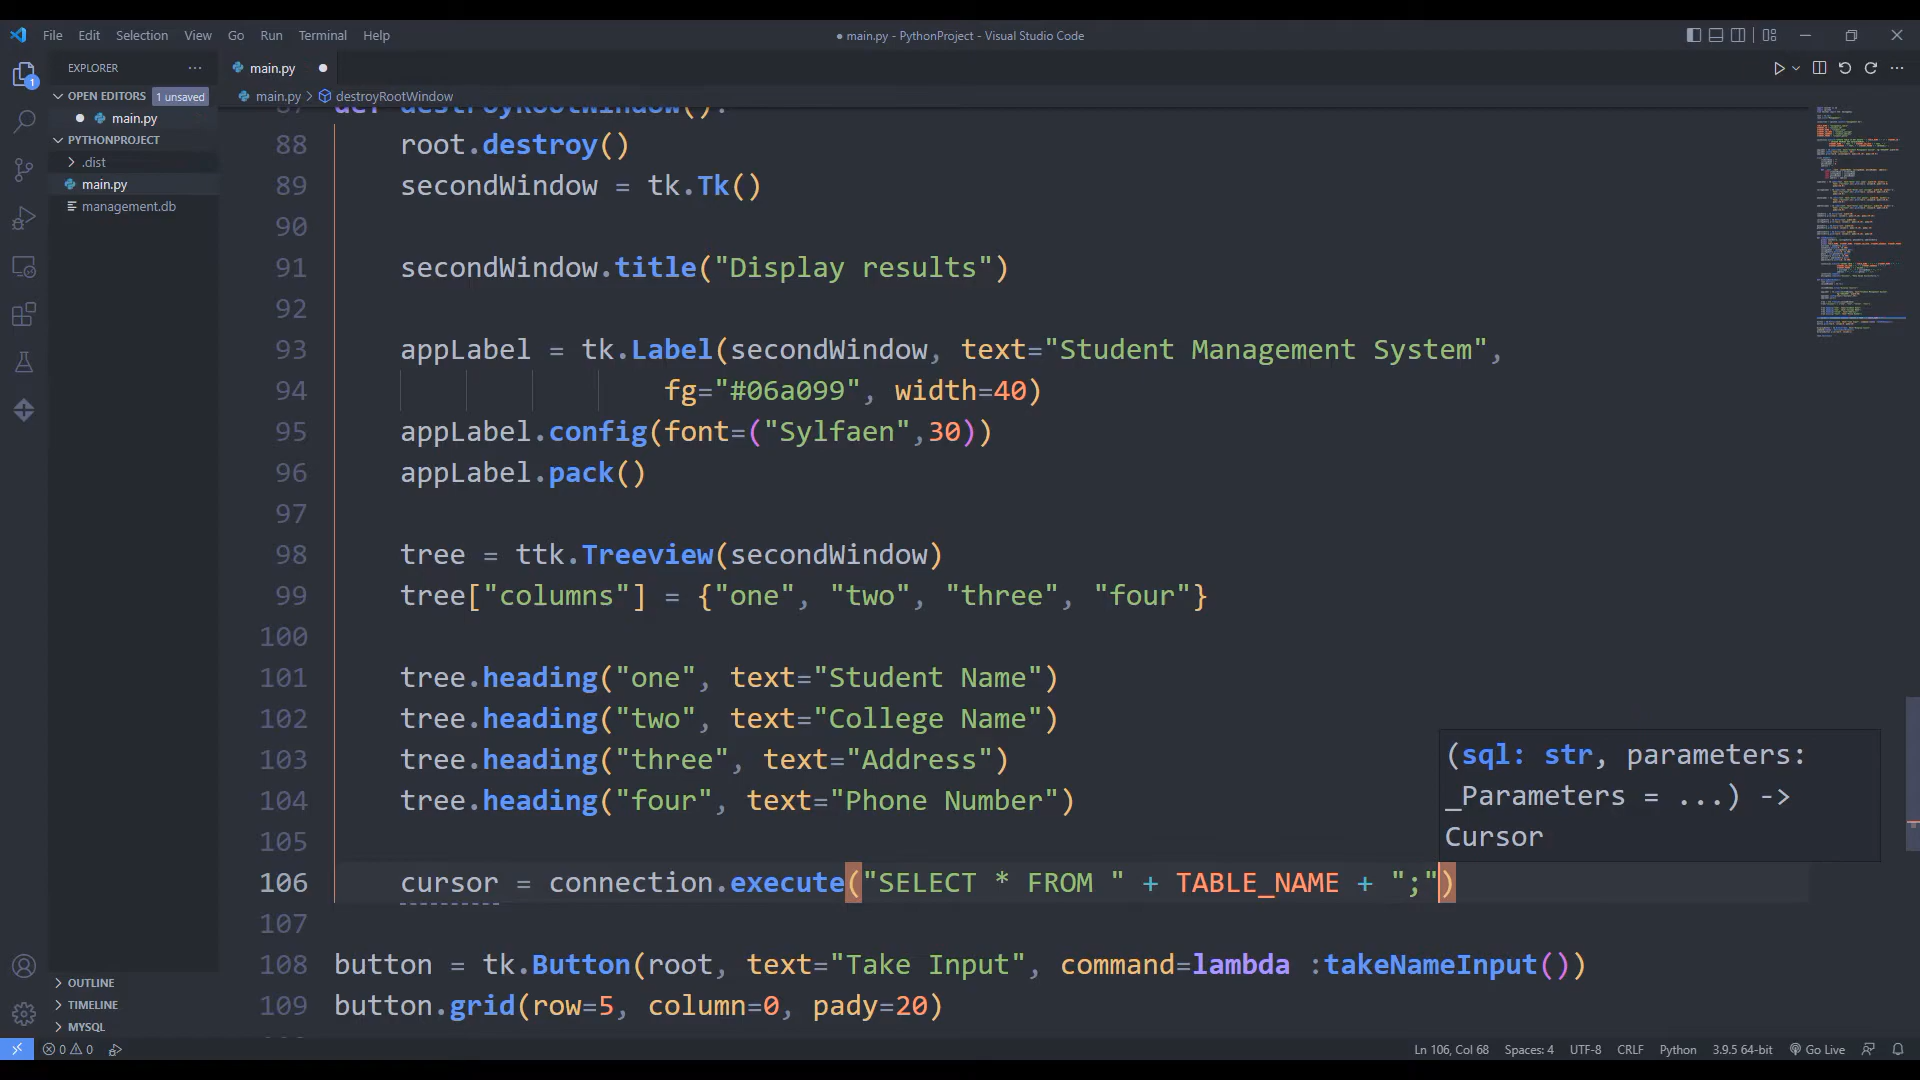 File Edit Selection View Go Run Terminal Help
● main.py - PythonProject - Visual Studio Code
EXPLORER
main.py
OPEN EDITORS 1 unsaved
main.py > destroyRootWindow
main.py
PYTHONPROJECT
.dist
main.py
management.db
1
87 def destroyRootWindow():
88 root.destroy()
89 secondWindow = tk.Tk()
90
91 secondWindow.title("Display results")
92
93 appLabel = tk.Label(secondWindow, text="Student Management System",
94 fg="#06a099", width=40)
95 appLabel.config(font=("Sylfaen",30))
96 appLabel.pack()
97
98 tree = ttk.Treeview(secondWindow)
99 tree["columns"] = {"one", "two", "three", "four"}
100
101 tree.heading("one", text="Student Name")
102 tree.heading("two", text="College Name")
103 tree.heading("three", text="Address")
104 tree.heading("four", text="Phone Number")
105
106 cursor = connection.execute("SELECT * FROM " + TABLE_NAME + ";")
107
108 button = tk.Button(root, text="Take Input", command=lambda :takeNameInput())
109 button.grid(row=5, column=0, pady=20)
(sql: str, parameters:
_Parameters = ...) ->
Cursor
OUTLINE
TIMELINE
MYSQL
0 0
Ln 106, Col 68 Spaces: 4 UTF-8 CRLF Python 3.9.5 64-bit Go Live